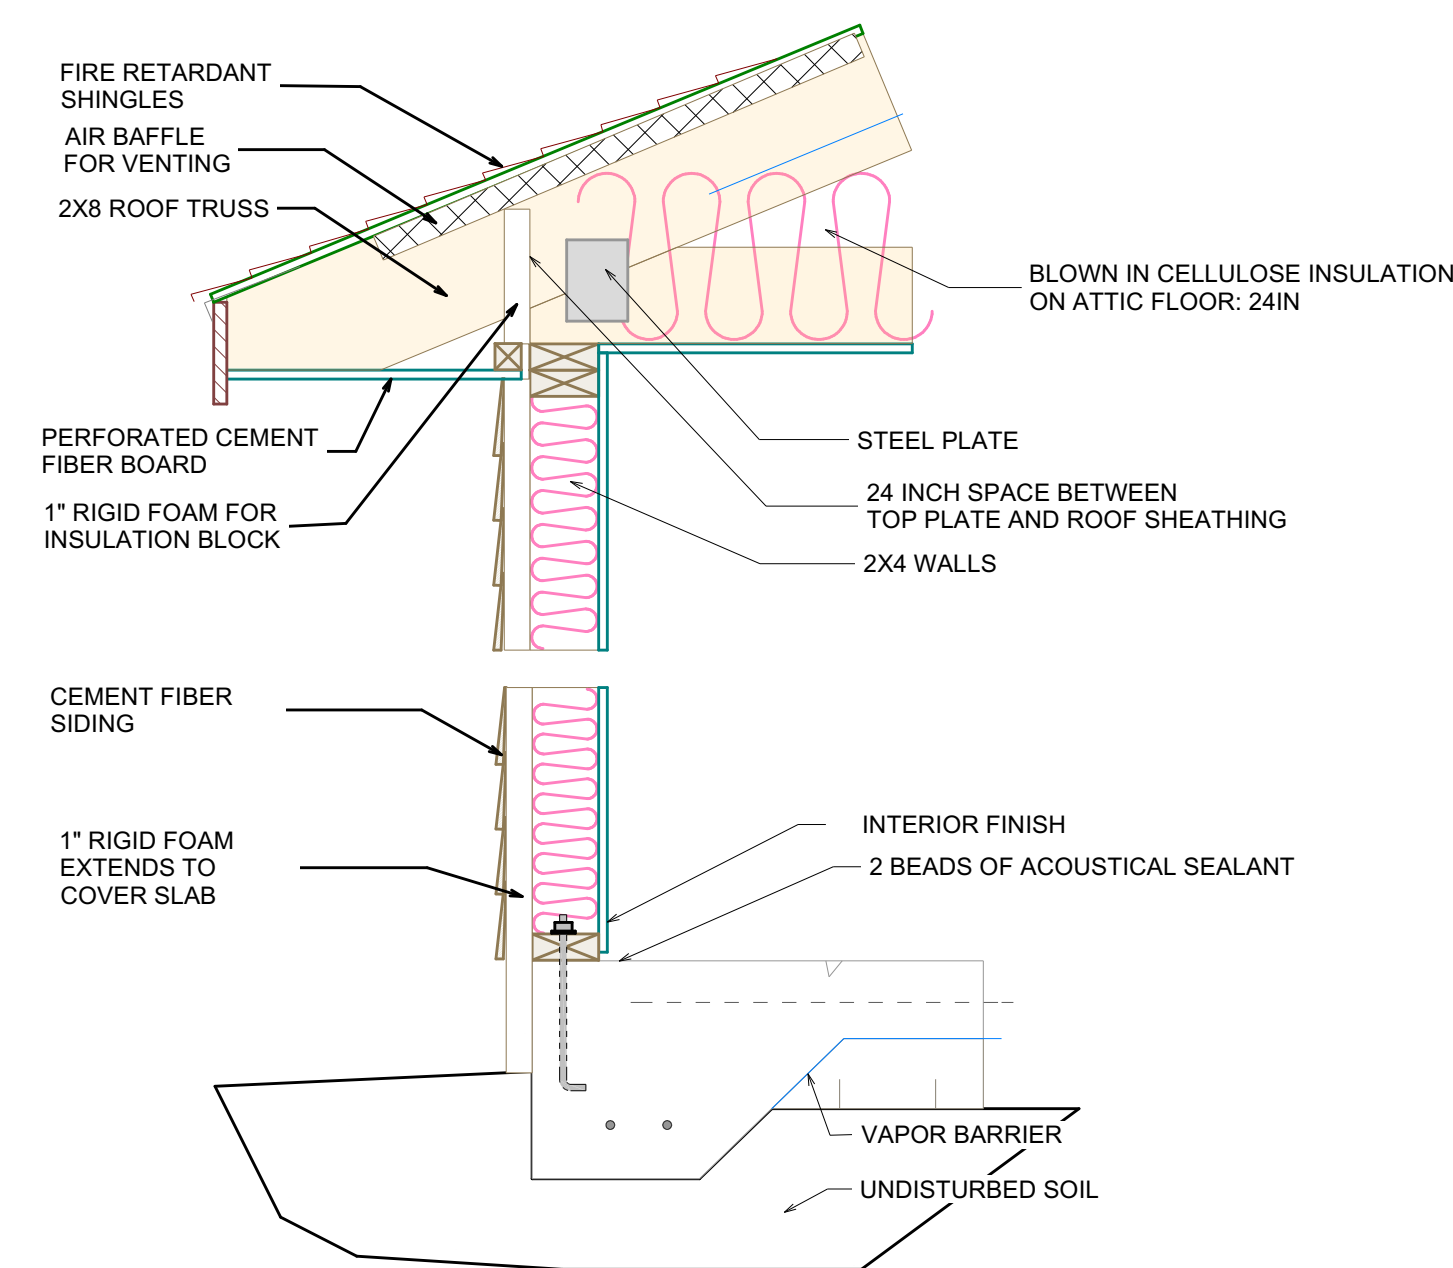 FIRE RETARDANT
SHINGLES
AIR BAFFLE
FOR VENTING
2X8 ROOF TRUSS
PERFORATED CEMENT
FIBER BOARD
1" RIGID FOAM FOR
INSULATION BLOCK
CEMENT FIBER
SIDING
1" RIGID FOAM
EXTENDS TO
COVER SLAB
BLOWN IN CELLULOSE INSULATION
ON ATTIC FLOOR: 24IN
STEEL PLATE
24 INCH SPACE BETWEEN
TOP PLATE AND ROOF SHEATHING
2X4 WALLS
INTERIOR FINISH
2 BEADS OF ACOUSTICAL SEALANT
VAPOR BARRIER
UNDISTURBED SOIL